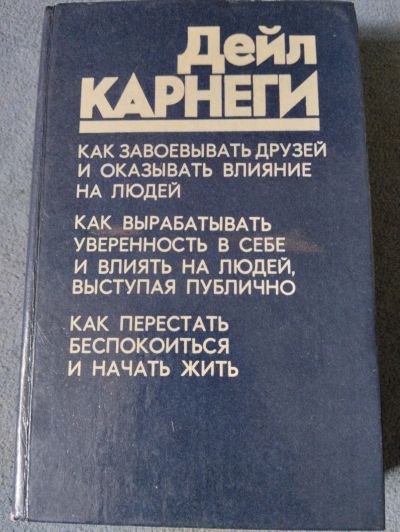 Дейл
КАРНЕГИ
КАК ЗАВОЕВЫВАТЬ ДРУЗЕЙ
И ОКАЗЫВАТЬ ВЛИЯНИЕ
НА ЛЮДЕЙ
КАК ВЫРАБАТЫВАТЬ
УВЕРЕННОСТЬ В СЕБЕ
И ВЛИЯТЬ НА ЛЮДЕЙ,
ВЫСТУПАЯ ПУБЛИЧНО
КАК ПЕРЕСТАТЬ
БЕСПОКОИТЬСЯ
И НАЧАТЬ ЖИТЬ